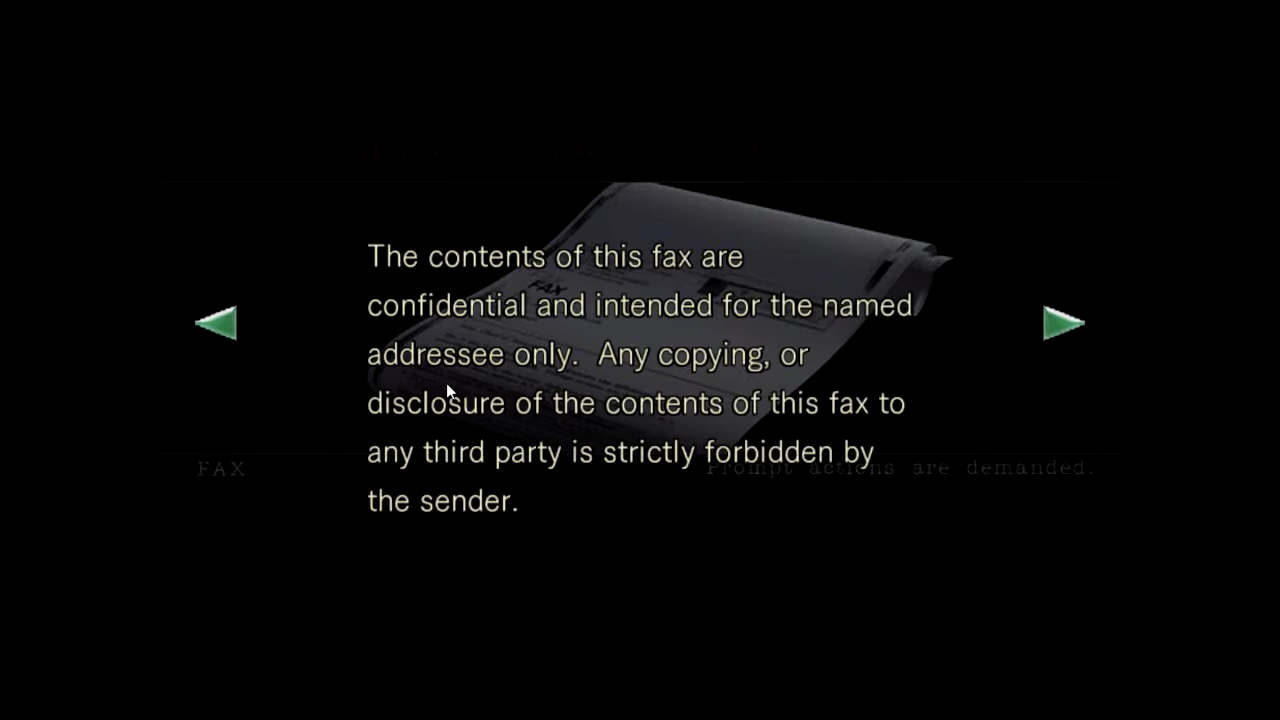 The contents of this fax are
confidential and intended for the named
addressee only.  Any copying, or
disclosure of the contents of this fax to
any third party is strictly forbidden by
the sender.
FAX
FAX
Prompt actions are demanded.